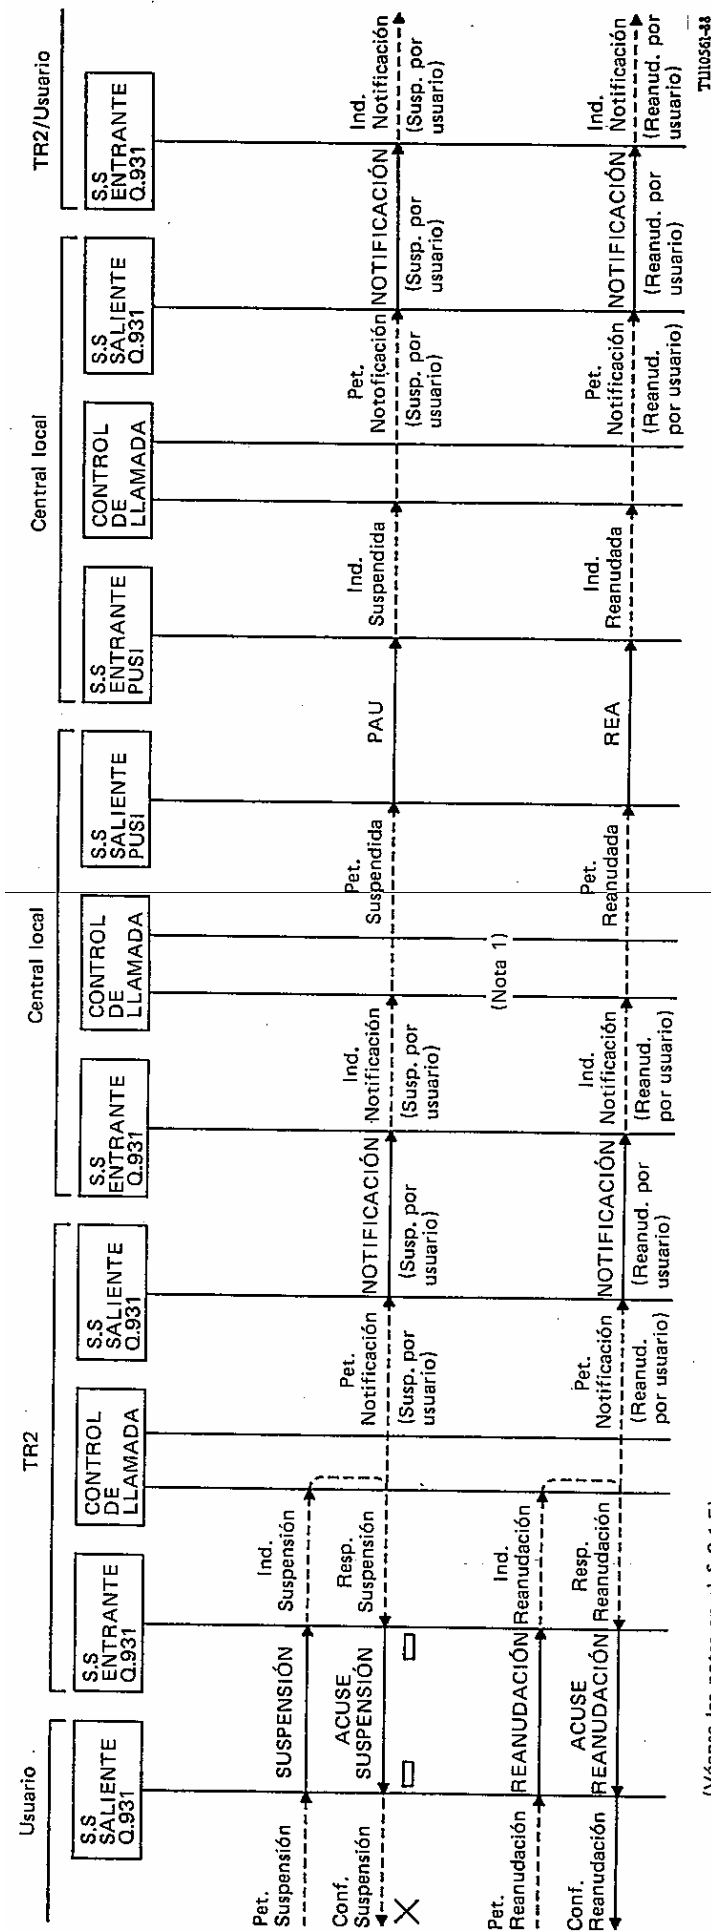 Usuario
TR2
Central local
Central local
TR2/Usuario
S.S
SALIENTE
Q.931
S.S
ENTRANTE
Q.931
CONTROL
DE
LLAMADA
S.S
SALIENTE
Q.931
S.S
ENTRANTE
Q.931
CONTROL
DE
LLAMADA
S.S
SALIENTE
PUSI
S.S
ENTRANTE
PUSI
CONTROL
DE
LLAMADA
S.S
SALIENTE
Q.931
S.S
ENTRANTE
Q.931
Pet.
Suspensión
SUSPENSIÓN
Ind.
Suspensión
Conf.
Suspensión
ACUSE
SUSPENSIÓN
Resp.
Suspensión
Pet.
Notificación
(Susp. por
usuario)
NOTIFICACIÓN
(Susp. por
usuario)
Ind.
Notificación
(Susp. por
usuario)
Pet.
Suspendida
PAU
Ind.
Suspendida
Pet.
Notoficación
(Susp. por
usuario)
NOTIFICACIÓN
(Susp. por
usuario)
Ind.
Notificación
(Susp. por
usuario)
(Nota 1)
Pet.
Reanudación
REANUDACIÓN
Ind.
Reanudación
Conf.
Reanudación
ACUSE
REANUDACIÓN
Resp.
Reanudación
Pet.
Notificación
(Reanud.
por usuario)
NOTIFICACIÓN
(Reanud. por
usuario)
Ind.
Notificación
(Reanud.
por usuario)
Pet.
Reanudada
REA
Ind.
Reanudada
Pet.
Notificación
(Reanud.
por usuario)
NOTIFICACIÓN
(Reanud. por
usuario)
Ind.
Notificación
(Reanud. por
usuario)
T1110561-88